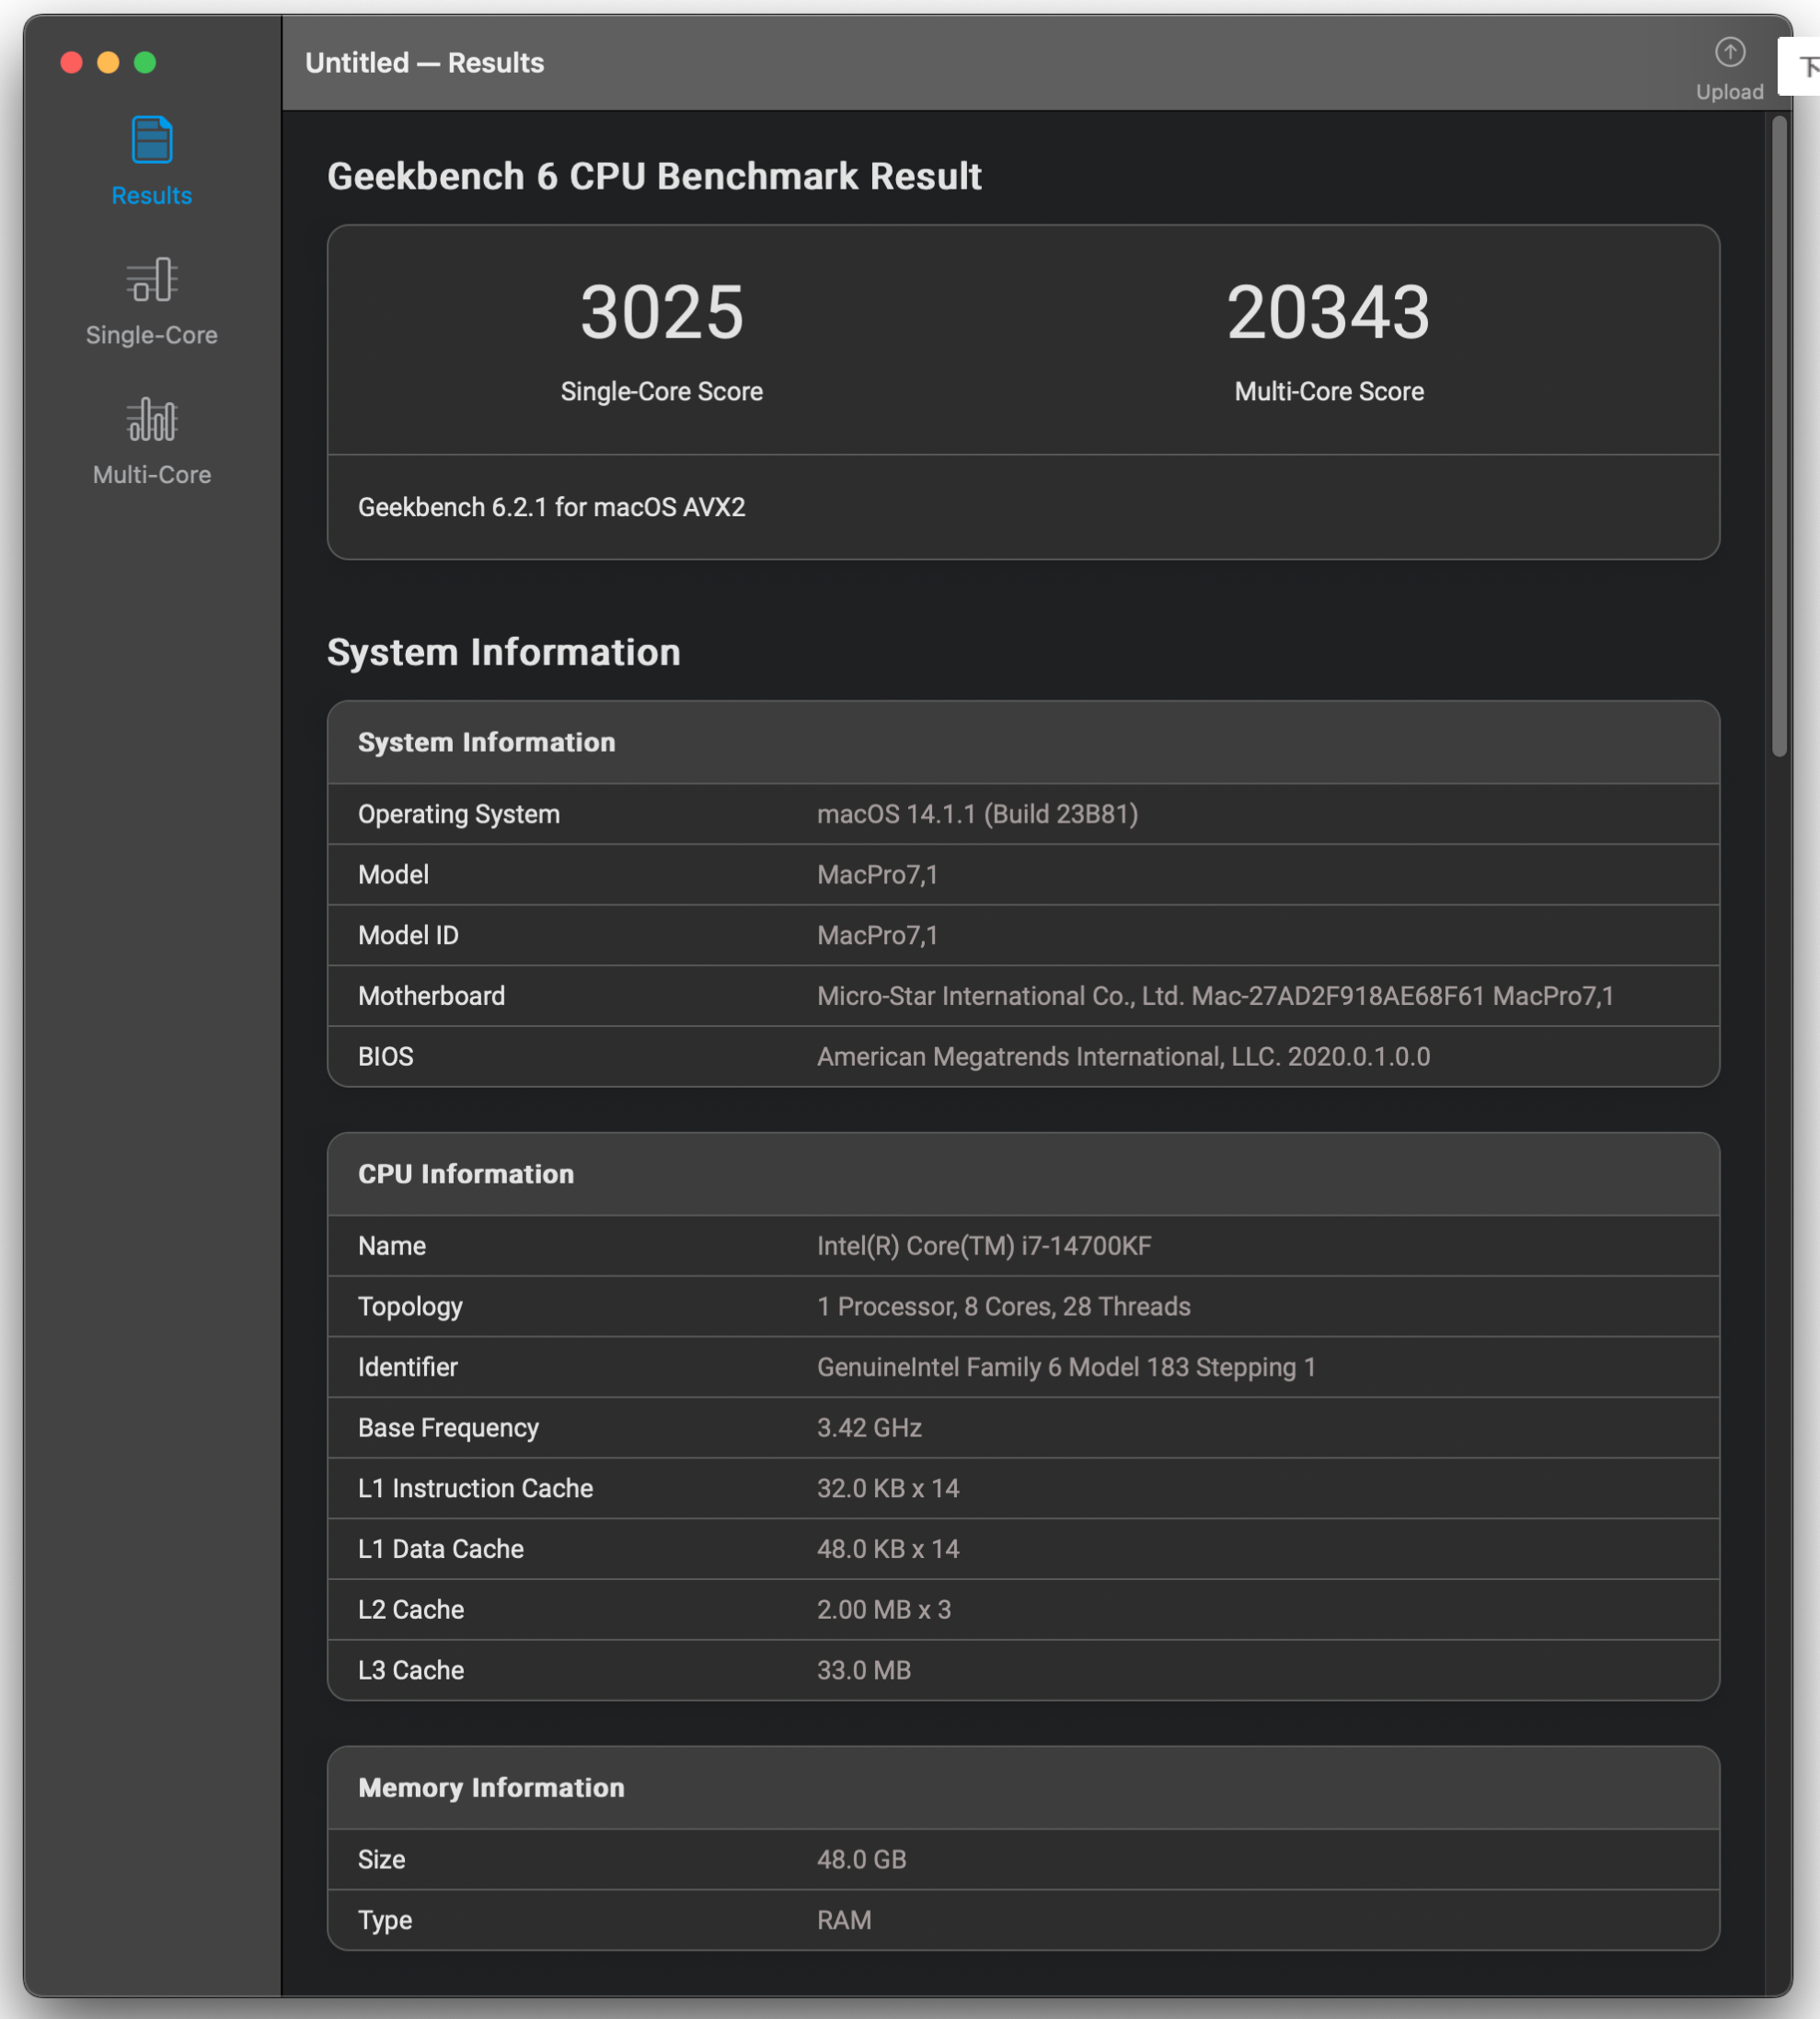 Untitled — Results
Upload
下
Results
Single-Core
Multi-Core
Geekbench 6 CPU Benchmark Result
3025 20343
Single-Core Score Multi-Core Score
Geekbench 6.2.1 for macOS AVX2
System Information
System Information
Operating System macOS 14.1.1 (Build 23B81)
Model MacPro7,1
Model ID MacPro7,1
Motherboard Micro-Star International Co., Ltd. Mac-27AD2F918AE68F61 MacPro7,1
BIOS American Megatrends International, LLC. 2020.0.1.0.0
CPU Information
Name Intel(R) Core(TM) i7-14700KF
Topology 1 Processor, 8 Cores, 28 Threads
Identifier GenuineIntel Family 6 Model 183 Stepping 1
Base Frequency 3.42 GHz
L1 Instruction Cache 32.0 KB x 14
L1 Data Cache 48.0 KB x 14
L2 Cache 2.00 MB x 3
L3 Cache 33.0 MB
Memory Information
Size 48.0 GB
Type RAM